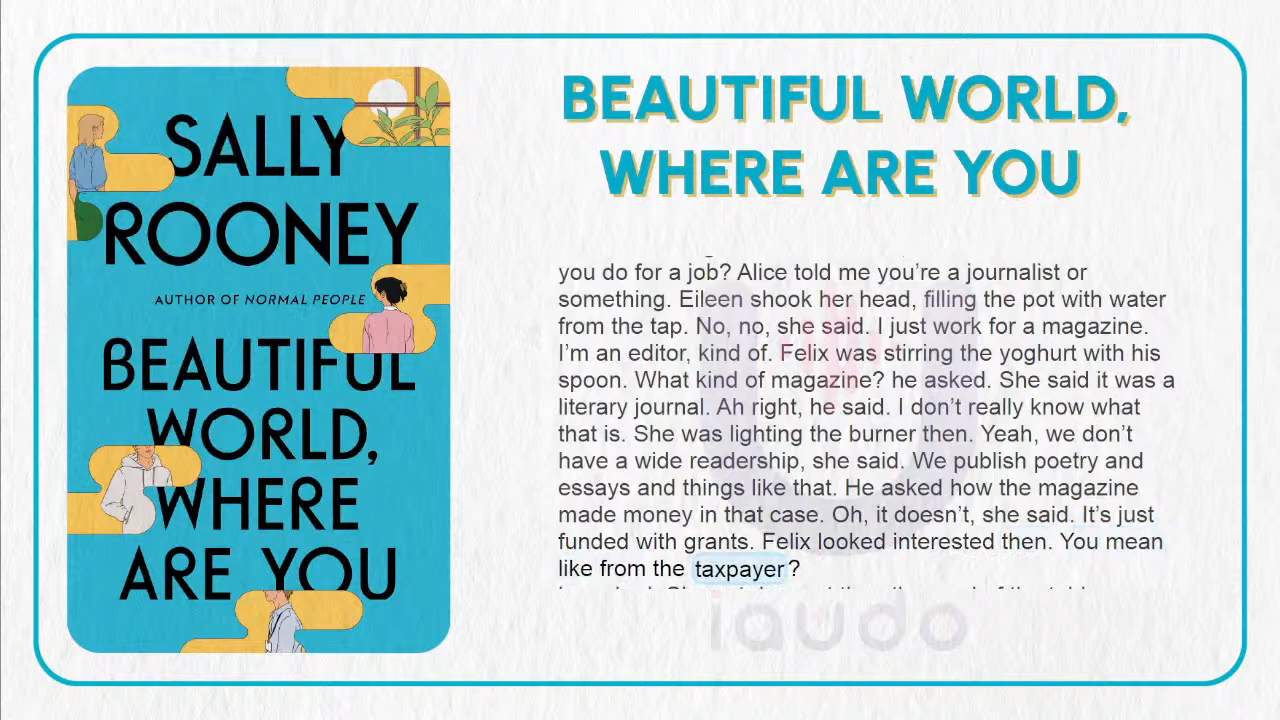 SALLY
ROONEY
AUTHOR OF NORMAL PEOPLE
BEAUTIFUL
WORLD,
WHERE
ARE YOU
BEAUTIFUL WORLD,
WHERE ARE YOU
you do for a job? Alice told me you’re a journalist or
something. Eileen shook her head, filling the pot with water
from the tap. No, no, she said. I just work for a magazine.
I’m an editor, kind of. Felix was stirring the yoghurt with his
spoon. What kind of magazine? he asked. She said it was a
literary journal. Ah right, he said. I don’t really know what
that is. She was lighting the burner then. Yeah, we don’t
have a wide readership, she said. We publish poetry and
essays and things like that. He asked how the magazine
made money in that case. Oh, it doesn’t, she said. It’s just
funded with grants. Felix looked interested then. You mean
like from the taxpayer?
iaudo